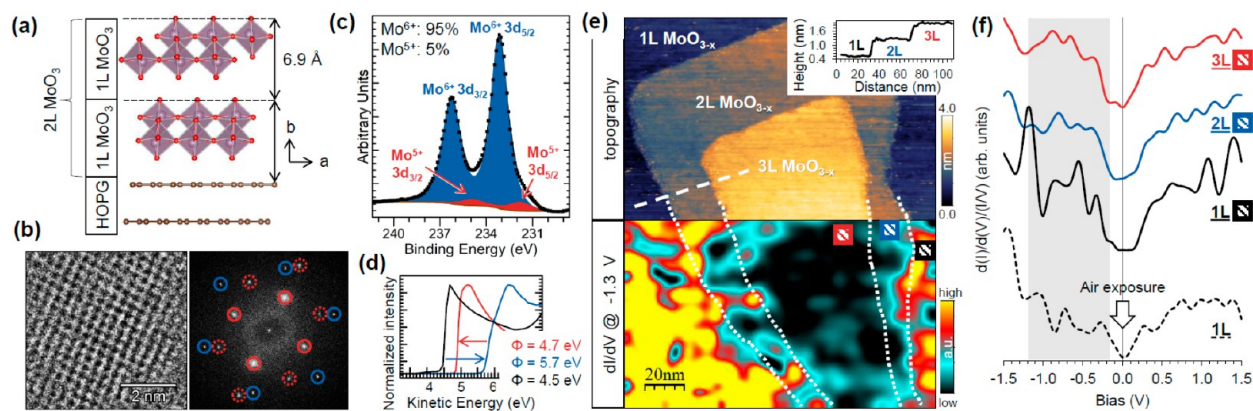 (a)
2L MoO3
1L MoO3
1L MoO3
HOPG
6.9 Å
b
a
(b)
2 nm
(c)
Arbitrary Units
Mo6+: 95%
Mo5+: 5%
Mo6+ 3d5/2
Mo6+ 3d3/2
Mo5+
3d3/2
Mo5+
3d5/2
240 237 234 231
Binding Energy (eV)
(d)
Normalized intensity
Φ = 4.7 eV
Φ = 5.7 eV
Φ = 4.5 eV
4 5 6
Kinetic Energy (eV)
(e)
topography
1L MoO3-x
2L MoO3-x
3L MoO3-x
Height (nm)
1.6
1.0
0.4
1L
2L
3L
0 20 40 60 80 100
Distance (nm)
4.0
nm
0.0
dI/dV @ -1.3 V
20nm
high
a.u.
low
(f)
d(I)/d(V)/(I/V) (arb. units)
3L
2L
1L
Air exposure
1L
-1.5 -1.0 -0.5 0.0 0.5 1.0 1.5
Bias (V)